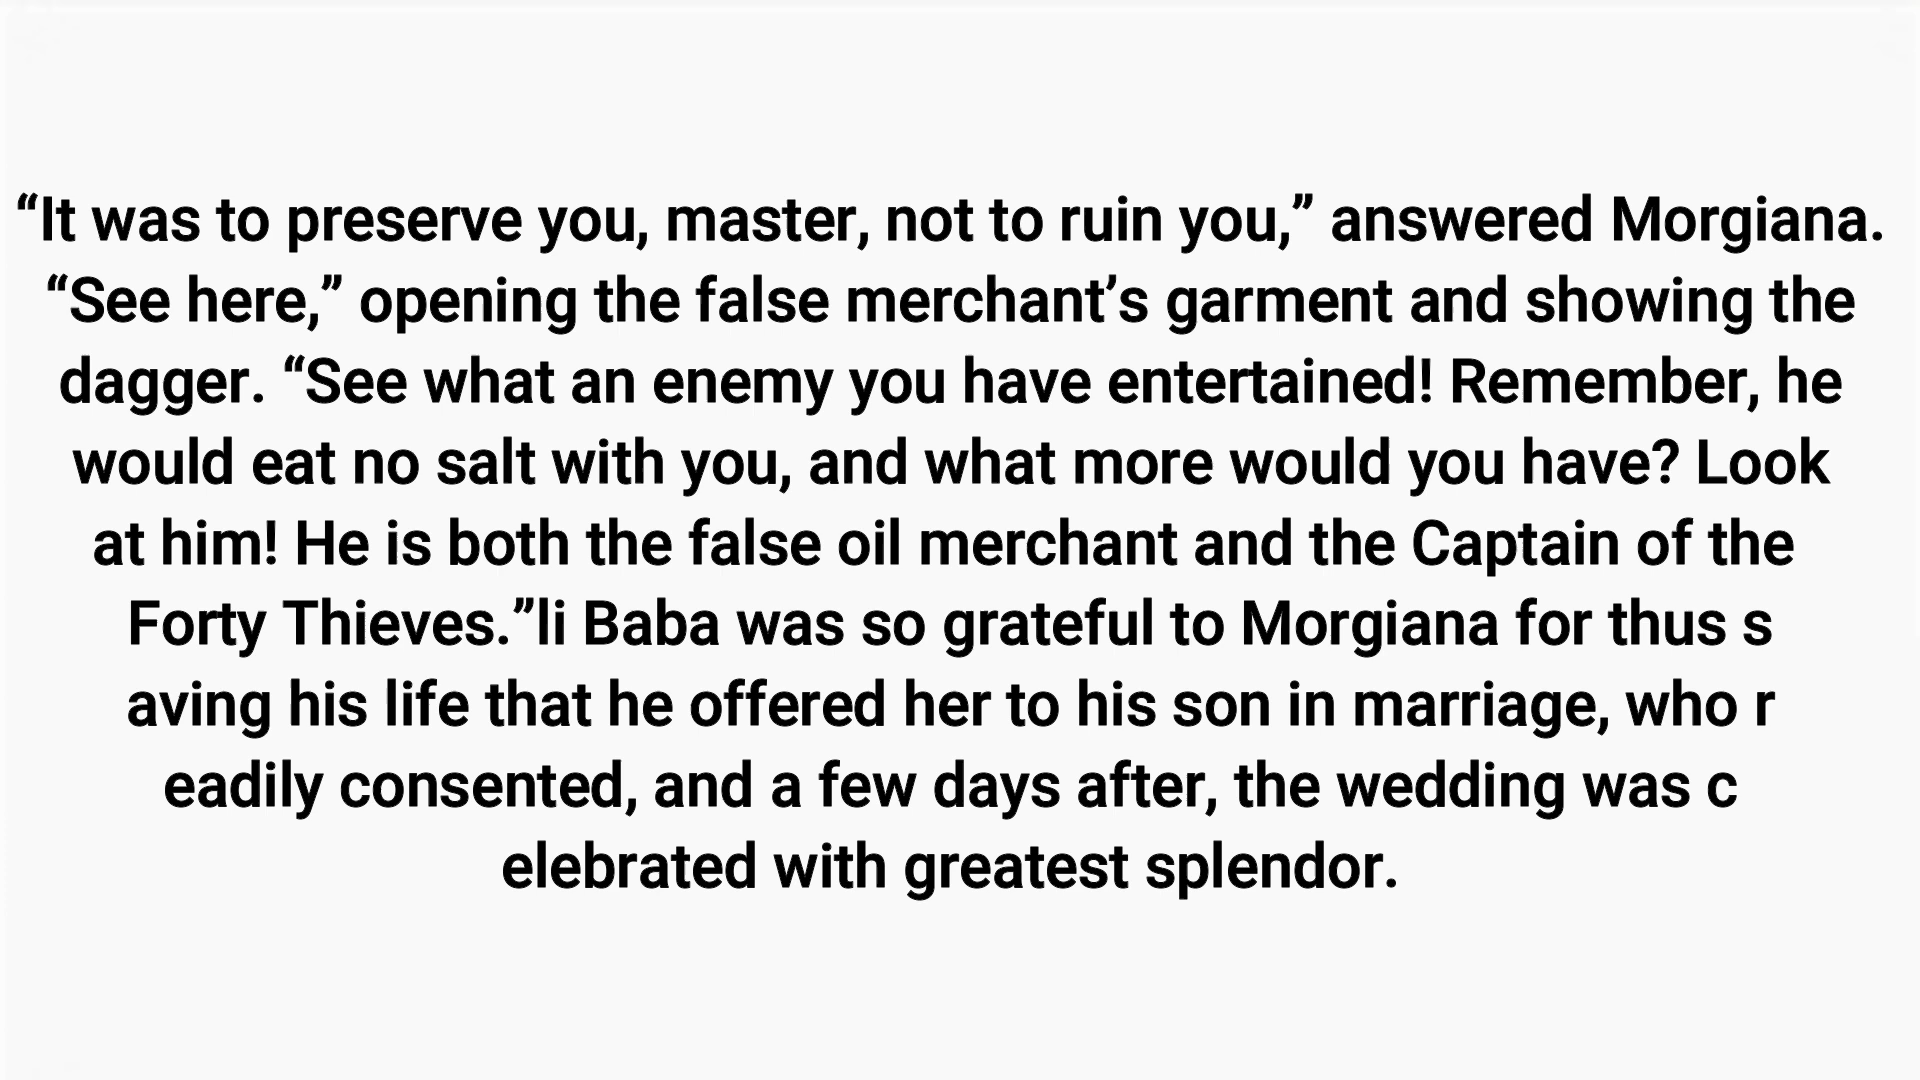 “It was to preserve you, master, not to ruin you,” answered Morgiana.
“See here,” opening the false merchant’s garment and showing the
dagger. “See what an enemy you have entertained! Remember, he
would eat no salt with you, and what more would you have? Look
at him! He is both the false oil merchant and the Captain of the
Forty Thieves.”li Baba was so grateful to Morgiana for thus s
aving his life that he offered her to his son in marriage, who r
eadily consented, and a few days after, the wedding was c
elebrated with greatest splendor.